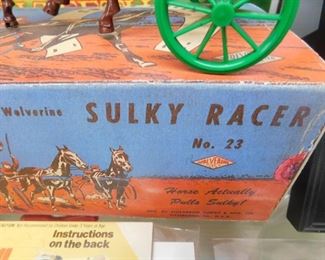 Wolverine SULKY RACER
No. 23
WOLVERINE
Horse Actually
Pulls Sulky!
Instructions
on the back